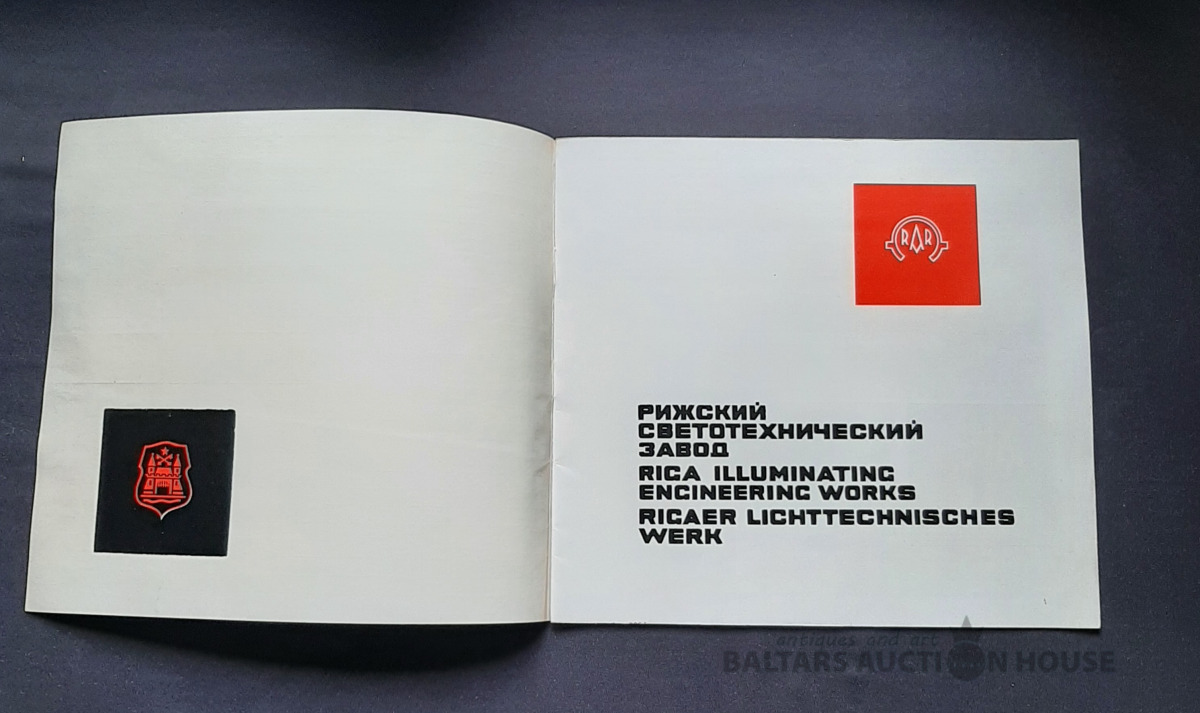 RAR
РИЖСКИЙ
СВЕТОТЕХНИЧЕСКИЙ
ЗАВОД
RIGA ILLUMINATING
ENGINEERING WORKS
RIGAER LICHTTECHNISCHES
WERK
antiques and art
BALTARS AUCTION HOUSE